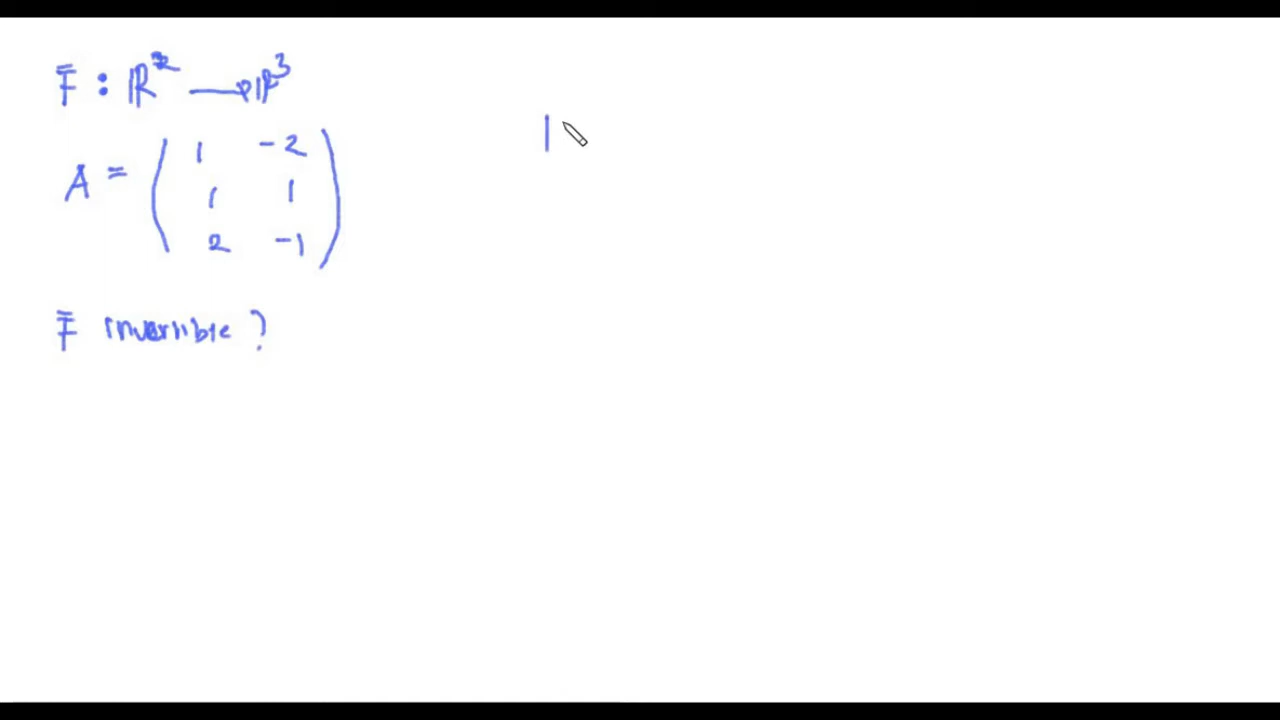 F : ℝ² → ℝ³
A = ( 1 -2
1 1
2 -1 )
F invertible ?
|